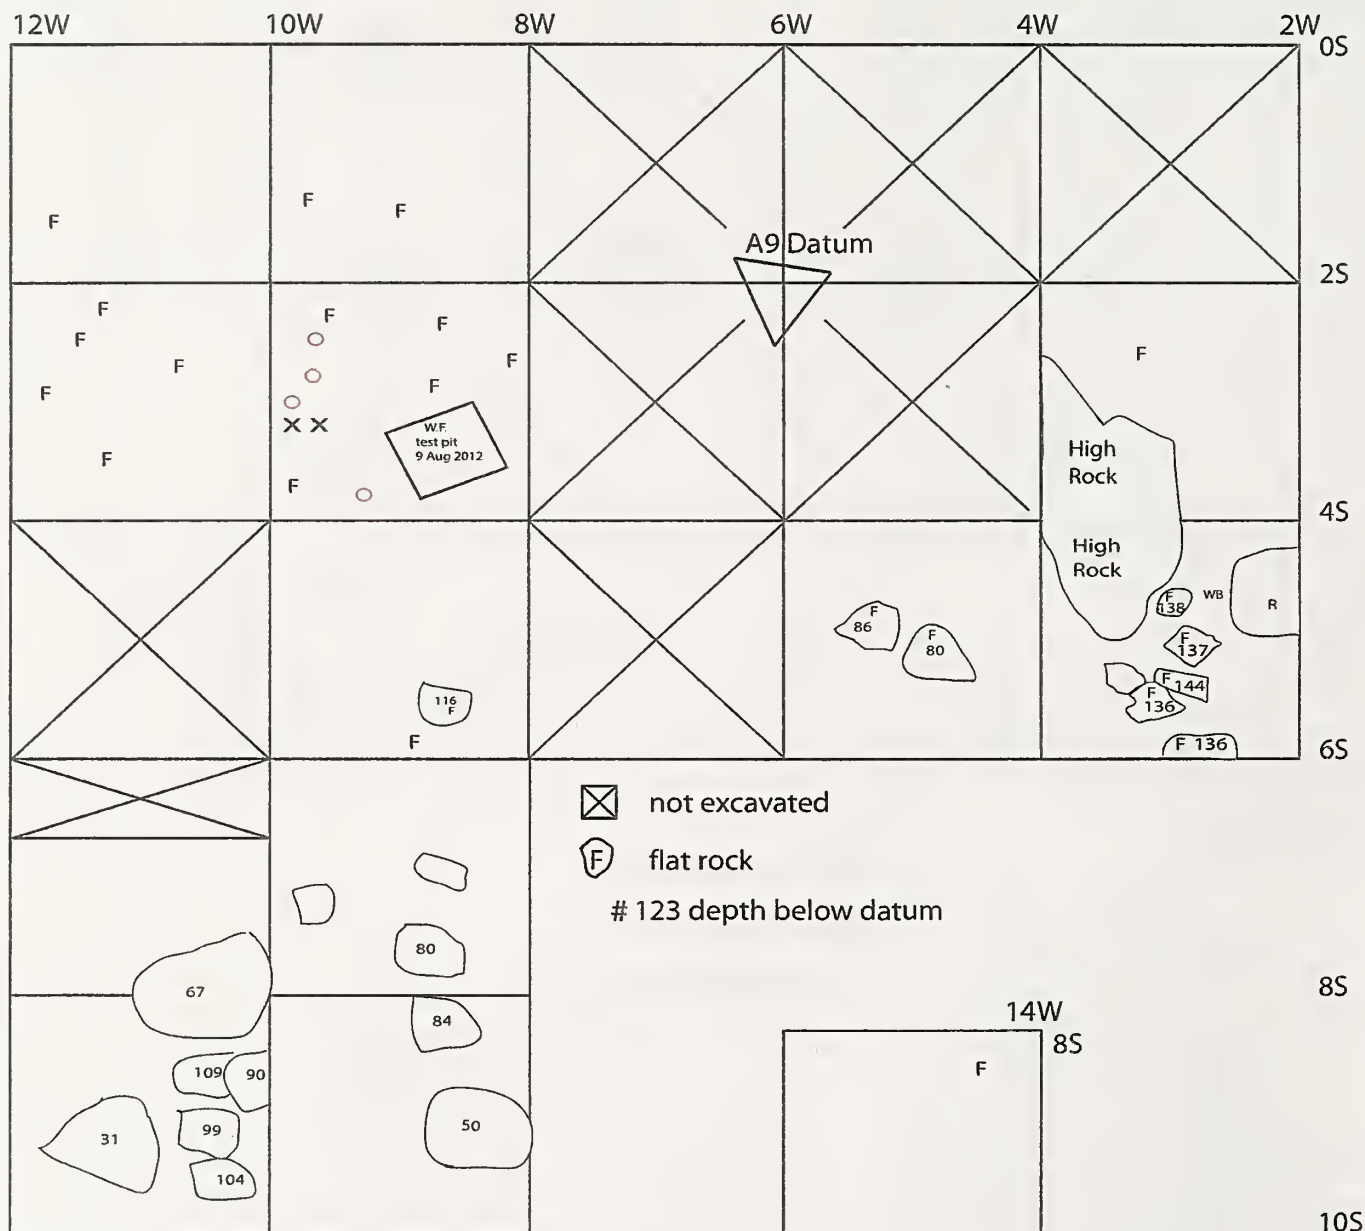 12W 10W 8W 6W 4W 2W
0S
F F F
A9 Datum
2S
F F F
F F F
F F
F
X X
W.F.
test pit
9 Aug 2012
F
F
High
Rock
4S
High
Rock
F
138
WB
R
F
86
F
80
F
137
F 144
F
136
116
F
F
F 136
6S
not excavated
F flat rock
# 123 depth below datum
80
67
8S
84
14W
8S
F
109 90
31
99
50
104
10S